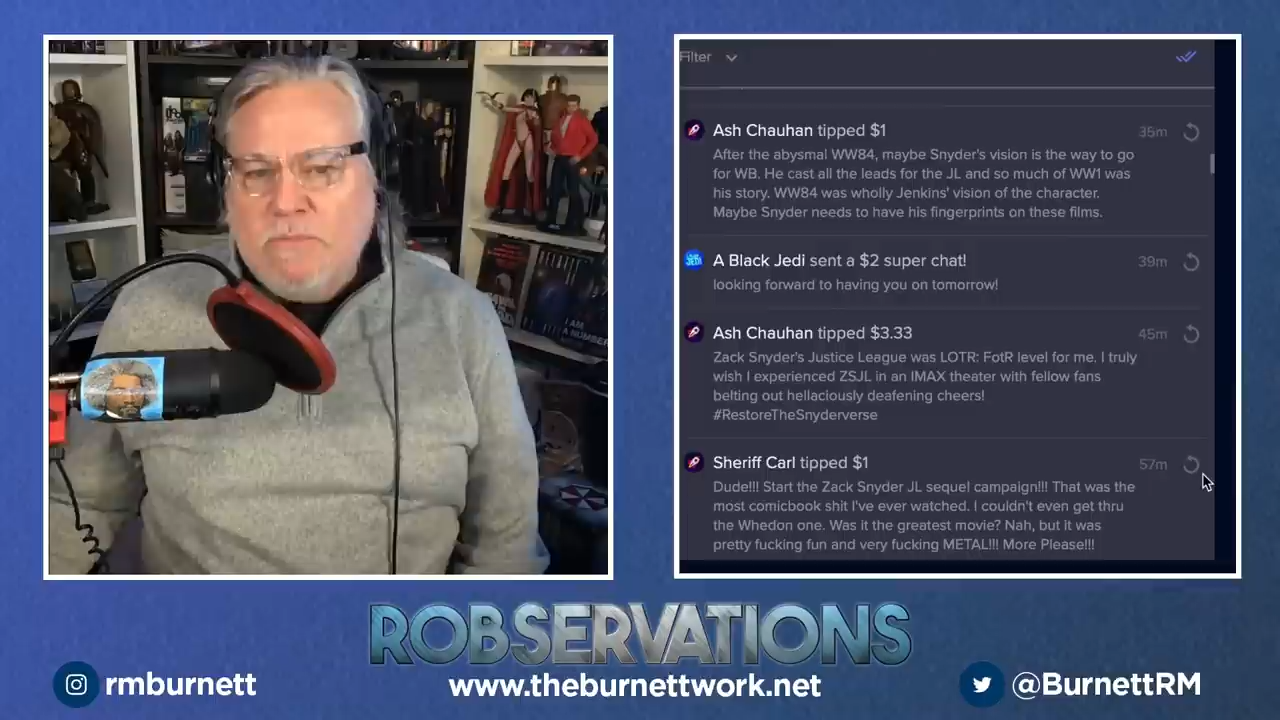 Filter
Ash Chauhan tipped $1
35m
After the abysmal WW84, maybe Snyder's vision is the way to go
for WB. He cast all the leads for the JL and so much of WW1 was
his story. WW84 was wholly Jenkins' vision of the character.
Maybe Snyder needs to have his fingerprints on these films.
A Black Jedi sent a $2 super chat!
39m
looking forward to having you on tomorrow!
Ash Chauhan tipped $3.33
45m
Zack Snyder's Justice League was LOTR: FotR level for me. I truly
wish I experienced ZSJL in an IMAX theater with fellow fans
belting out hellaciously deafening cheers!
#RestoreTheSnyderverse
Sheriff Carl tipped $1
57m
Dude!!! Start the Zack Snyder JL sequel campaign!!! That was the
most comicbook shit I've ever watched. I couldn't even get thru
the Whedon one. Was it the greatest movie? Nah, but it was
pretty fucking fun and very fucking METAL!!! More Please!!!
I AM
A NUMBER
ROBSERVATIONS
rmburnett
www.theburnettwork.net
@BurnettRM